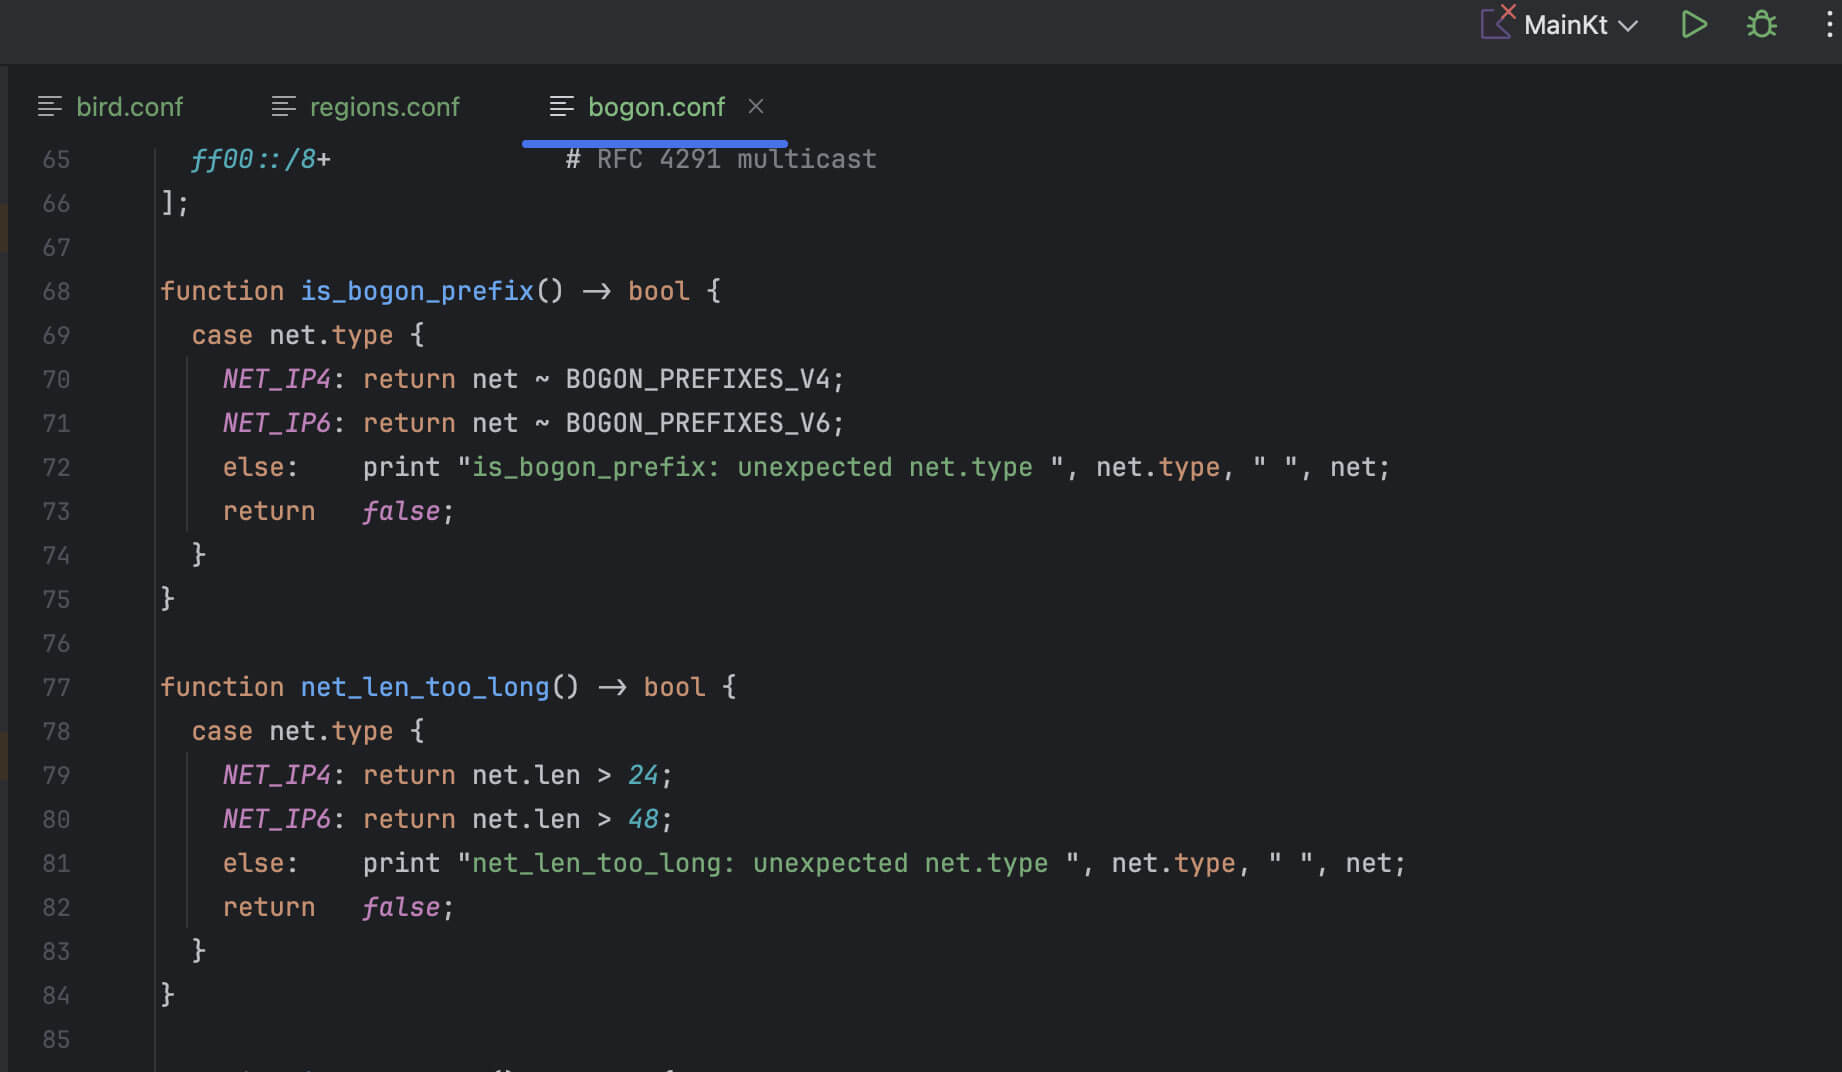 MainKt
bird.conf regions.conf bogon.conf
65 ff00::/8+ # RFC 4291 multicast
66 ];
67
68 function is_bogon_prefix() -> bool {
69 case net.type {
70 NET_IP4: return net ~ BOGON_PREFIXES_V4;
71 NET_IP6: return net ~ BOGON_PREFIXES_V6;
72 else: print "is_bogon_prefix: unexpected net.type ", net.type, " ", net;
73 return false;
74 }
75 }
76
77 function net_len_too_long() -> bool {
78 case net.type {
79 NET_IP4: return net.len > 24;
80 NET_IP6: return net.len > 48;
81 else: print "net_len_too_long: unexpected net.type ", net.type, " ", net;
82 return false;
83 }
84 }
85